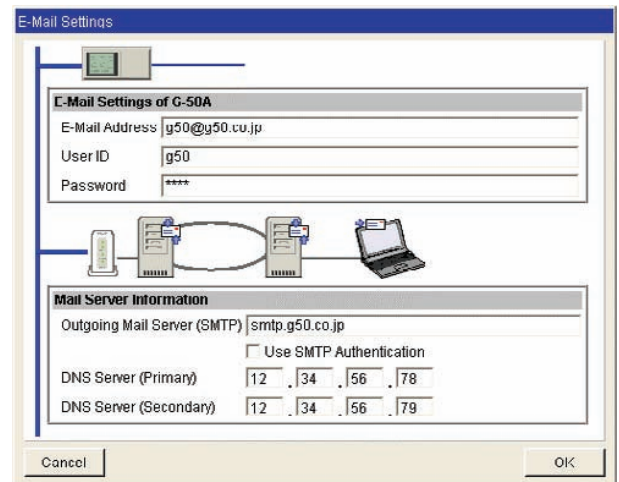 E-Mail Settings
E-Mail Settings of G-50A
E-Mail Address g50@g50.co.jp
User ID g50
Password ****
Mail Server Information
Outgoing Mail Server (SMTP) smtp.g50.co.jp
Use SMTP Authentication
DNS Server (Primary) 12 . 34 . 56 . 78
DNS Server (Secondary) 12 . 34 . 56 . 79
Cancel OK